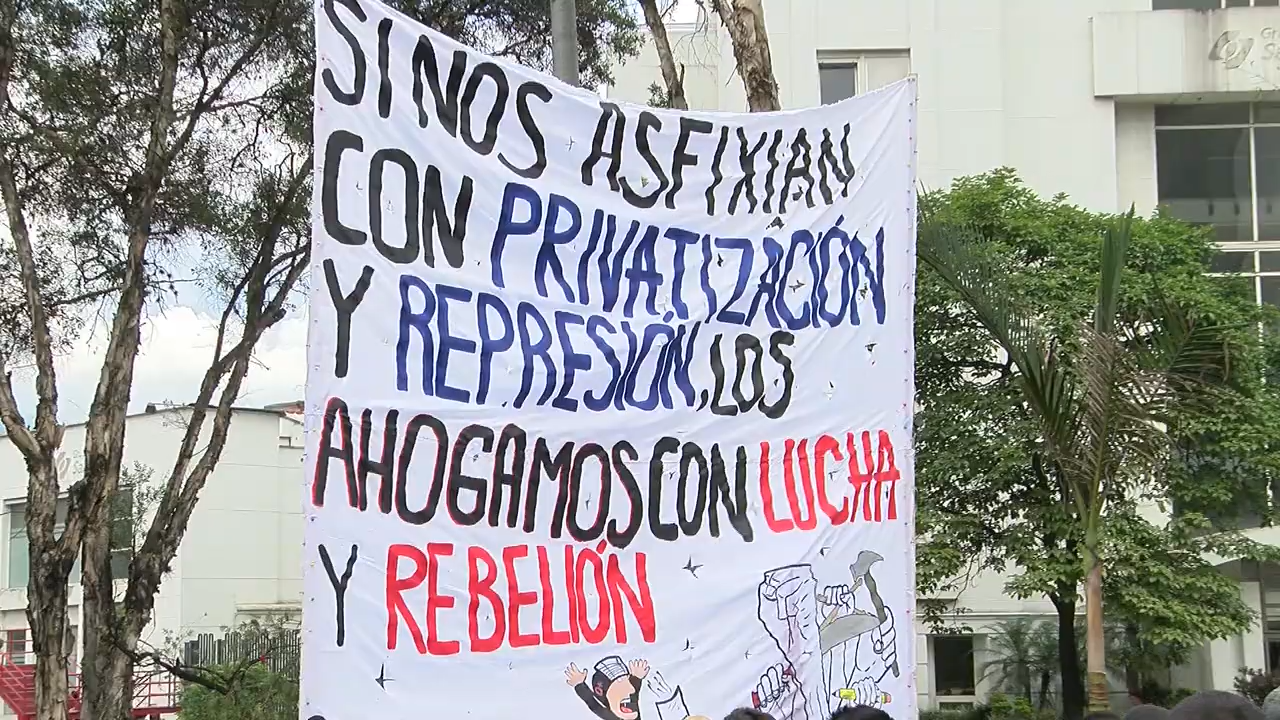 SI NOS ASFIXIAN
CON PRIVATIZACIÓN
Y REPRESIÓN, LOS
AHOGAMOS CON LUCHA
Y REBELIÓN